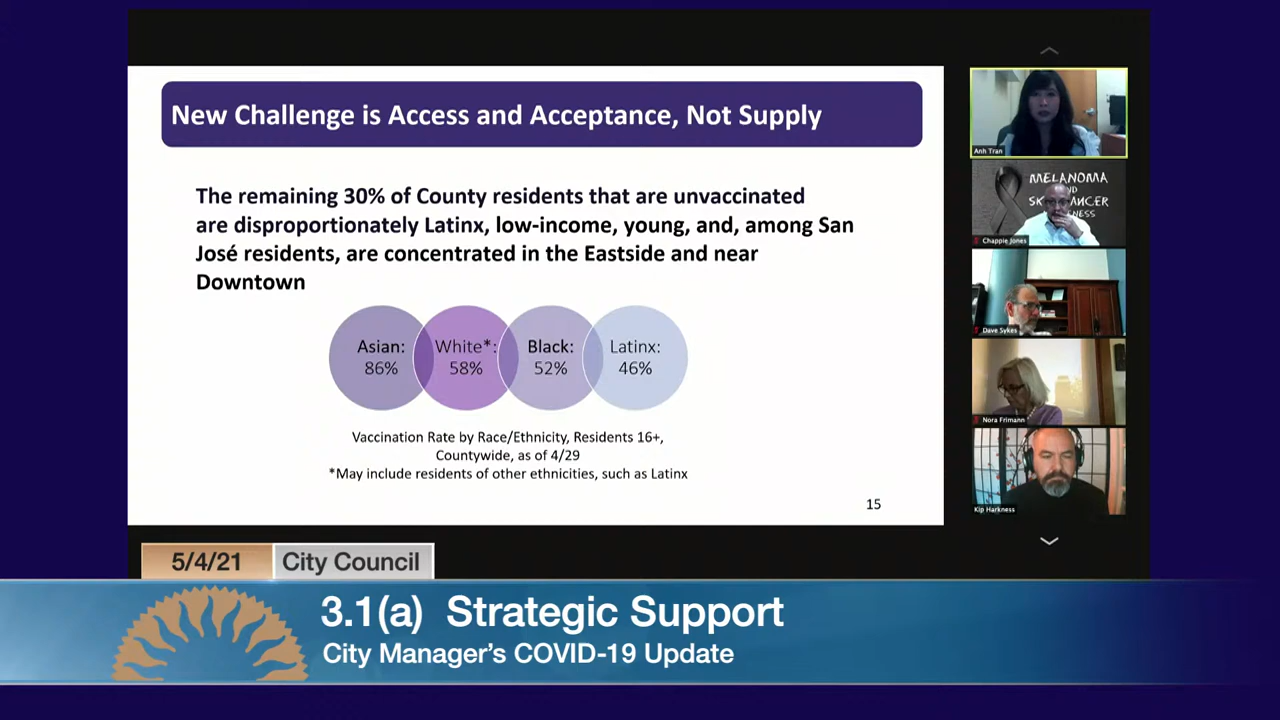 New Challenge is Access and Acceptance, Not Supply
The remaining 30% of County residents that are unvaccinated
are disproportionately Latinx, low-income, young, and, among San
José residents, are concentrated in the Eastside and near
Downtown
Asian:
86%
White*:
58%
Black:
52%
Latinx:
46%
Vaccination Rate by Race/Ethnicity, Residents 16+,
Countywide, as of 4/29
*May include residents of other ethnicities, such as Latinx
15
Anh Tran
MELANOMA
Chappie Jones
Dave Sykes
Nora Frimann
Kip Harkness
5/4/21
City Council
3.1(a) Strategic Support
City Manager's COVID-19 Update